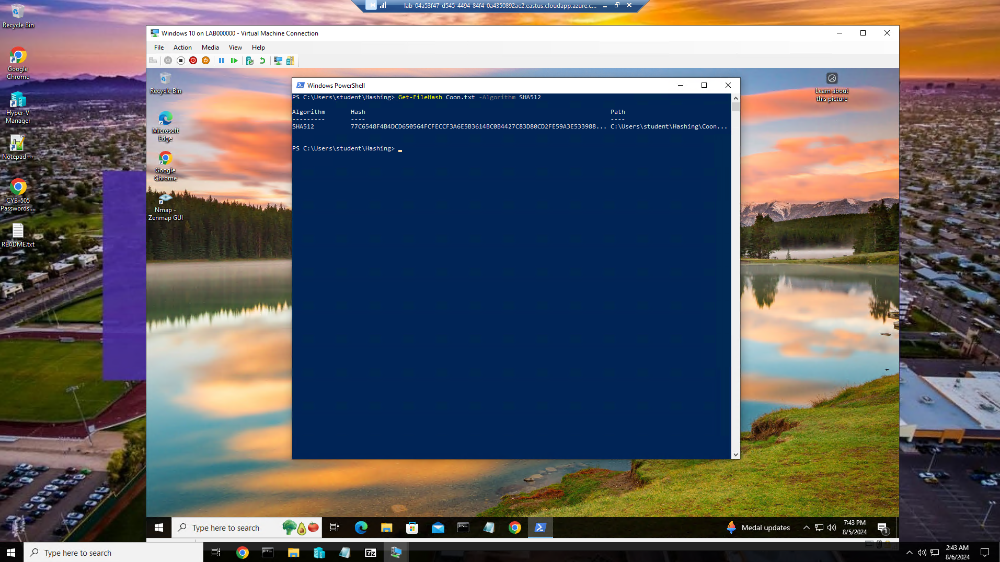 lab-04a53f47-d545-4494-84f4-0a4350892ae2.eastus.cloudapp.azure.c...
Recycle Bin
Google
Chrome
Hyper-V
Manager
Notepad++
CYB-505
Passwords....
README.txt
Windows 10 on LAB000000 - Virtual Machine Connection
File Action Media View Help
Recycle Bin
Microsoft
Edge
Google
Chrome
Nmap -
Zenmap GUI
Learn about
this picture
Windows PowerShell
PS C:\Users\student\Hashing> Get-FileHash Coon.txt -Algorithm SHA512
Algorithm Hash Path
--------- ---- ----
SHA512 77C6548F4B4DCD650564FCFECCF3A6E5B3614BC0B4427C83D80CD2FE59A3E533988... C:\Users\student\Hashing\Coon...
PS C:\Users\student\Hashing>
Type here to search
Medal updates
7:43 PM
8/5/2024
1
Type here to search
7z
2:43 AM
8/6/2024